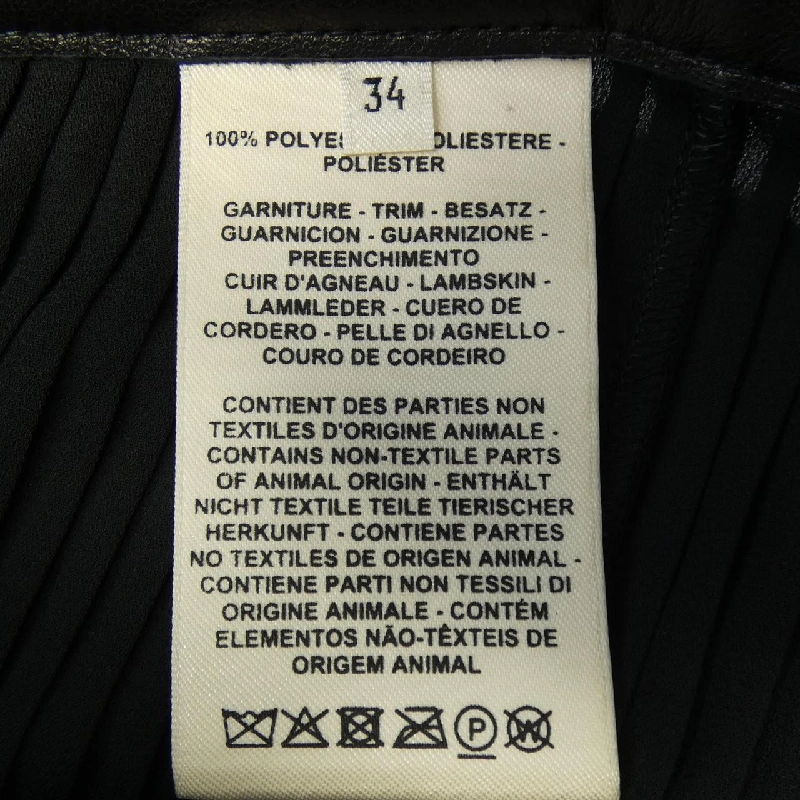 34
100% POLYE OLIESTERE -
POLIÉSTER
GARNITURE - TRIM - BESATZ -
GUARNICION - GUARNIZIONE -
PREENCHIMENTO
CUIR D'AGNEAU - LAMBSKIN -
LAMMLEDER - CUERO DE
CORDERO - PELLE DI AGNELLO -
COURO DE CORDEIRO
CONTIENT DES PARTIES NON
TEXTILES D'ORIGINE ANIMALE -
CONTAINS NON-TEXTILE PARTS
OF ANIMAL ORIGIN - ENTHÄLT
NICHT TEXTILE TEILE TIERISCHER
HERKUNFT - CONTIENE PARTES
NO TEXTILES DE ORIGEN ANIMAL -
CONTIENE PARTI NON TESSILI DI
ORIGINE ANIMALE - CONTÉM
ELEMENTOS NÃO-TÊXTEIS DE
ORIGEM ANIMAL
P W